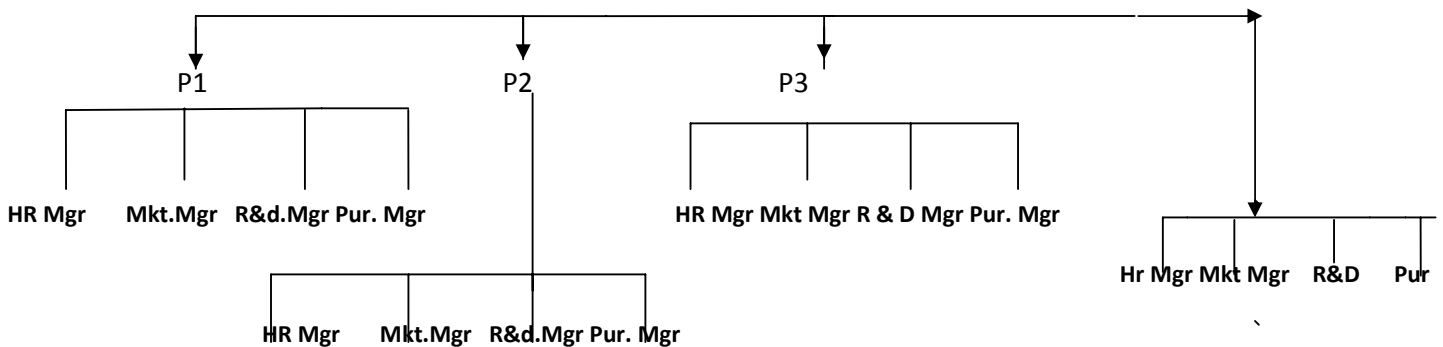 P1 P2 P3
HR Mgr Mkt.Mgr R&d.Mgr Pur. Mgr
HR Mgr Mkt Mgr R & D Mgr Pur. Mgr
Hr Mgr Mkt Mgr R&D Pur
HR Mgr Mkt.Mgr R&d.Mgr Pur. Mgr
`